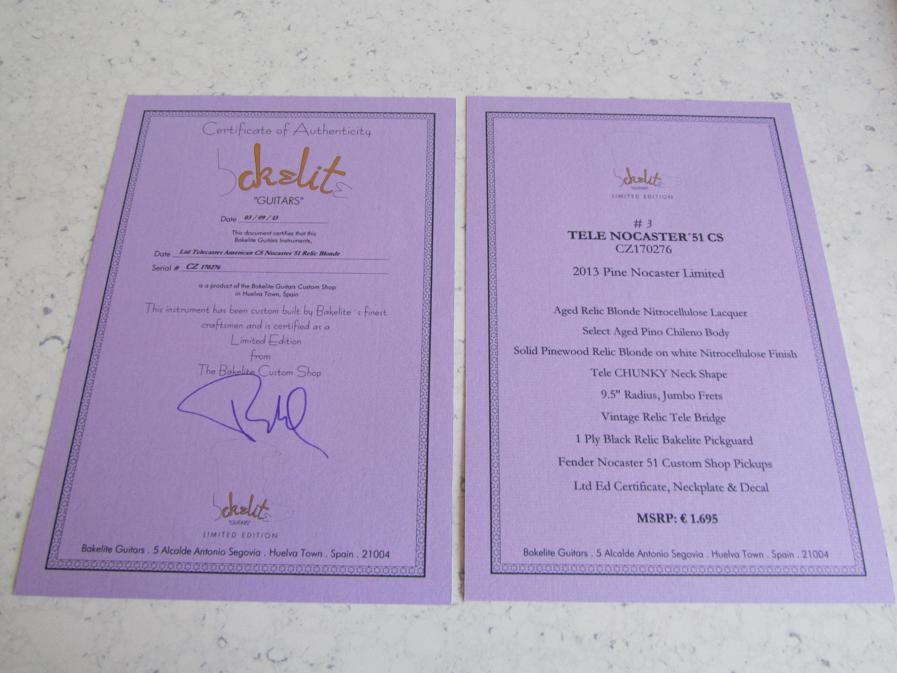 Certificate of Authenticity
Bakelite
"GUITARS"
Date 03 / 09 / 13
This document certifies that this
Bakelite Guitars Instruments,
Date Ltd Telecaster American CS Nocaster 51 Relic Blonde
Serial # CZ 170276
is a product of the Bakelite Guitars Custom Shop
in Huelva Town, Spain
This instrument has been custom built by Bakelite´s finest
craftsmen and is certified as a
Limited Edition
from
The Bakelite Custom Shop
Bakelite
"GUITARS"
LIMITED EDITION
Bakelite Guitars . 5 Alcalde Antonio Segovia . Huelva Town . Spain . 21004
Bakelite
"GUITARS"
LIMITED EDITION
# 3
TELE NOCASTER´51 CS
CZ170276
2013 Pine Nocaster Limited
Aged Relic Blonde Nitrocellulose Lacquer
Select Aged Pino Chileno Body
Solid Pinewood Relic Blonde on white Nitrocellulose Finish
Tele CHUNKY Neck Shape
9.5" Radius, Jumbo Frets
Vintage Relic Tele Bridge
1 Ply Black Relic Bakelite Pickguard
Fender Nocaster 51 Custom Shop Pickups
Ltd Ed Certificate, Neckplate & Decal
MSRP: € 1.695
Bakelite Guitars . 5 Alcalde Antonio Segovia . Huelva Town . Spain . 21004